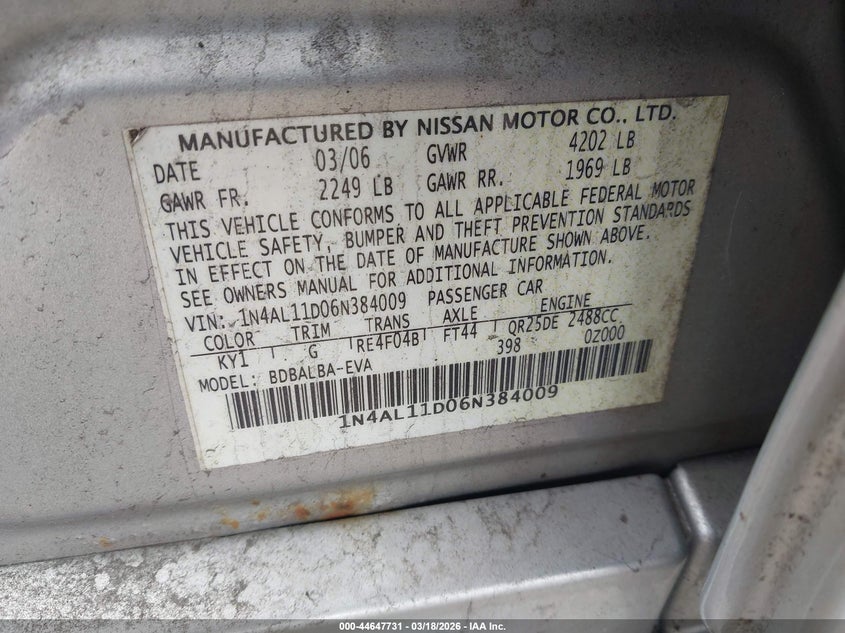 MANUFACTURED BY NISSAN MOTOR CO., LTD.
DATE 03/06 GVWR 4202 LB
GAWR FR. 2249 LB GAWR RR. 1969 LB
THIS VEHICLE CONFORMS TO ALL APPLICABLE FEDERAL MOTOR
VEHICLE SAFETY, BUMPER AND THEFT PREVENTION STANDARDS
IN EFFECT ON THE DATE OF MANUFACTURE SHOWN ABOVE.
SEE OWNERS MANUAL FOR ADDITIONAL INFORMATION.
VIN: 1N4AL11D06N384009 PASSENGER CAR
COLOR TRIM TRANS AXLE ENGINE
KY1 G RE4F04B FT44 QR25DE 2488CC
MODEL: BDBALBA-EVA 398 0Z000
1N4AL11D06N384009
000-44647731 - 03/18/2026 - IAA Inc.